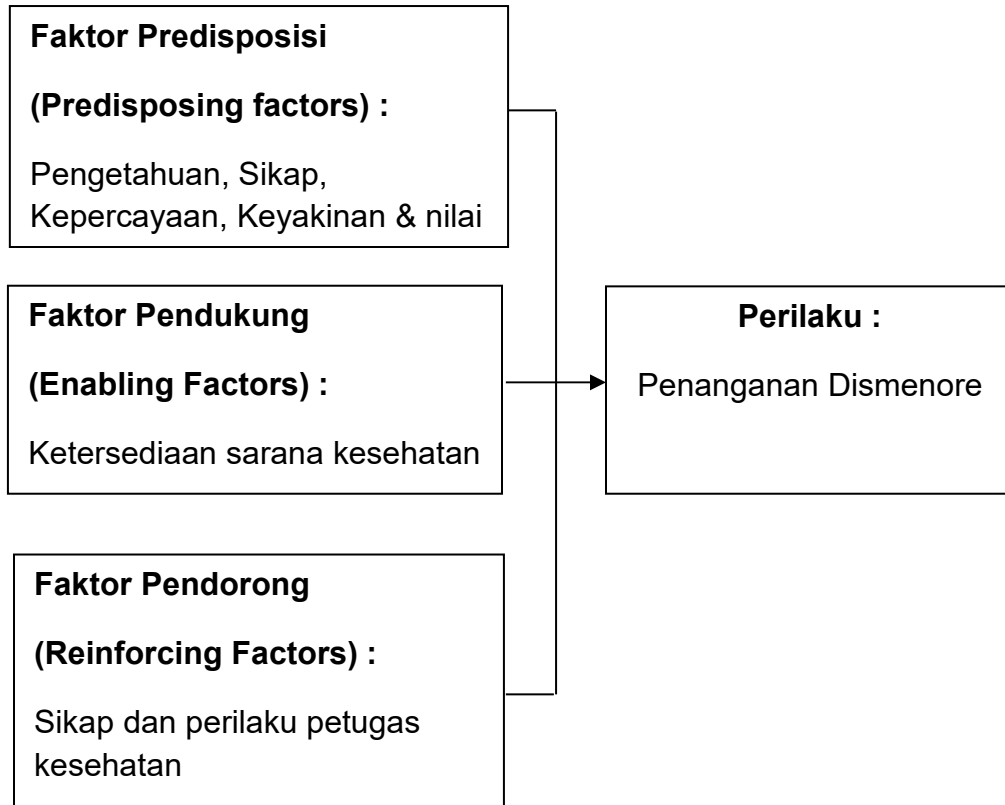 Faktor Predisposisi
(Predisposing factors) :
Pengetahuan, Sikap,
Kepercayaan, Keyakinan & nilai
Faktor Pendukung
(Enabling Factors) :
Ketersediaan sarana kesehatan
Perilaku :
Penanganan Dismenore
Faktor Pendorong
(Reinforcing Factors) :
Sikap dan perilaku petugas
kesehatan